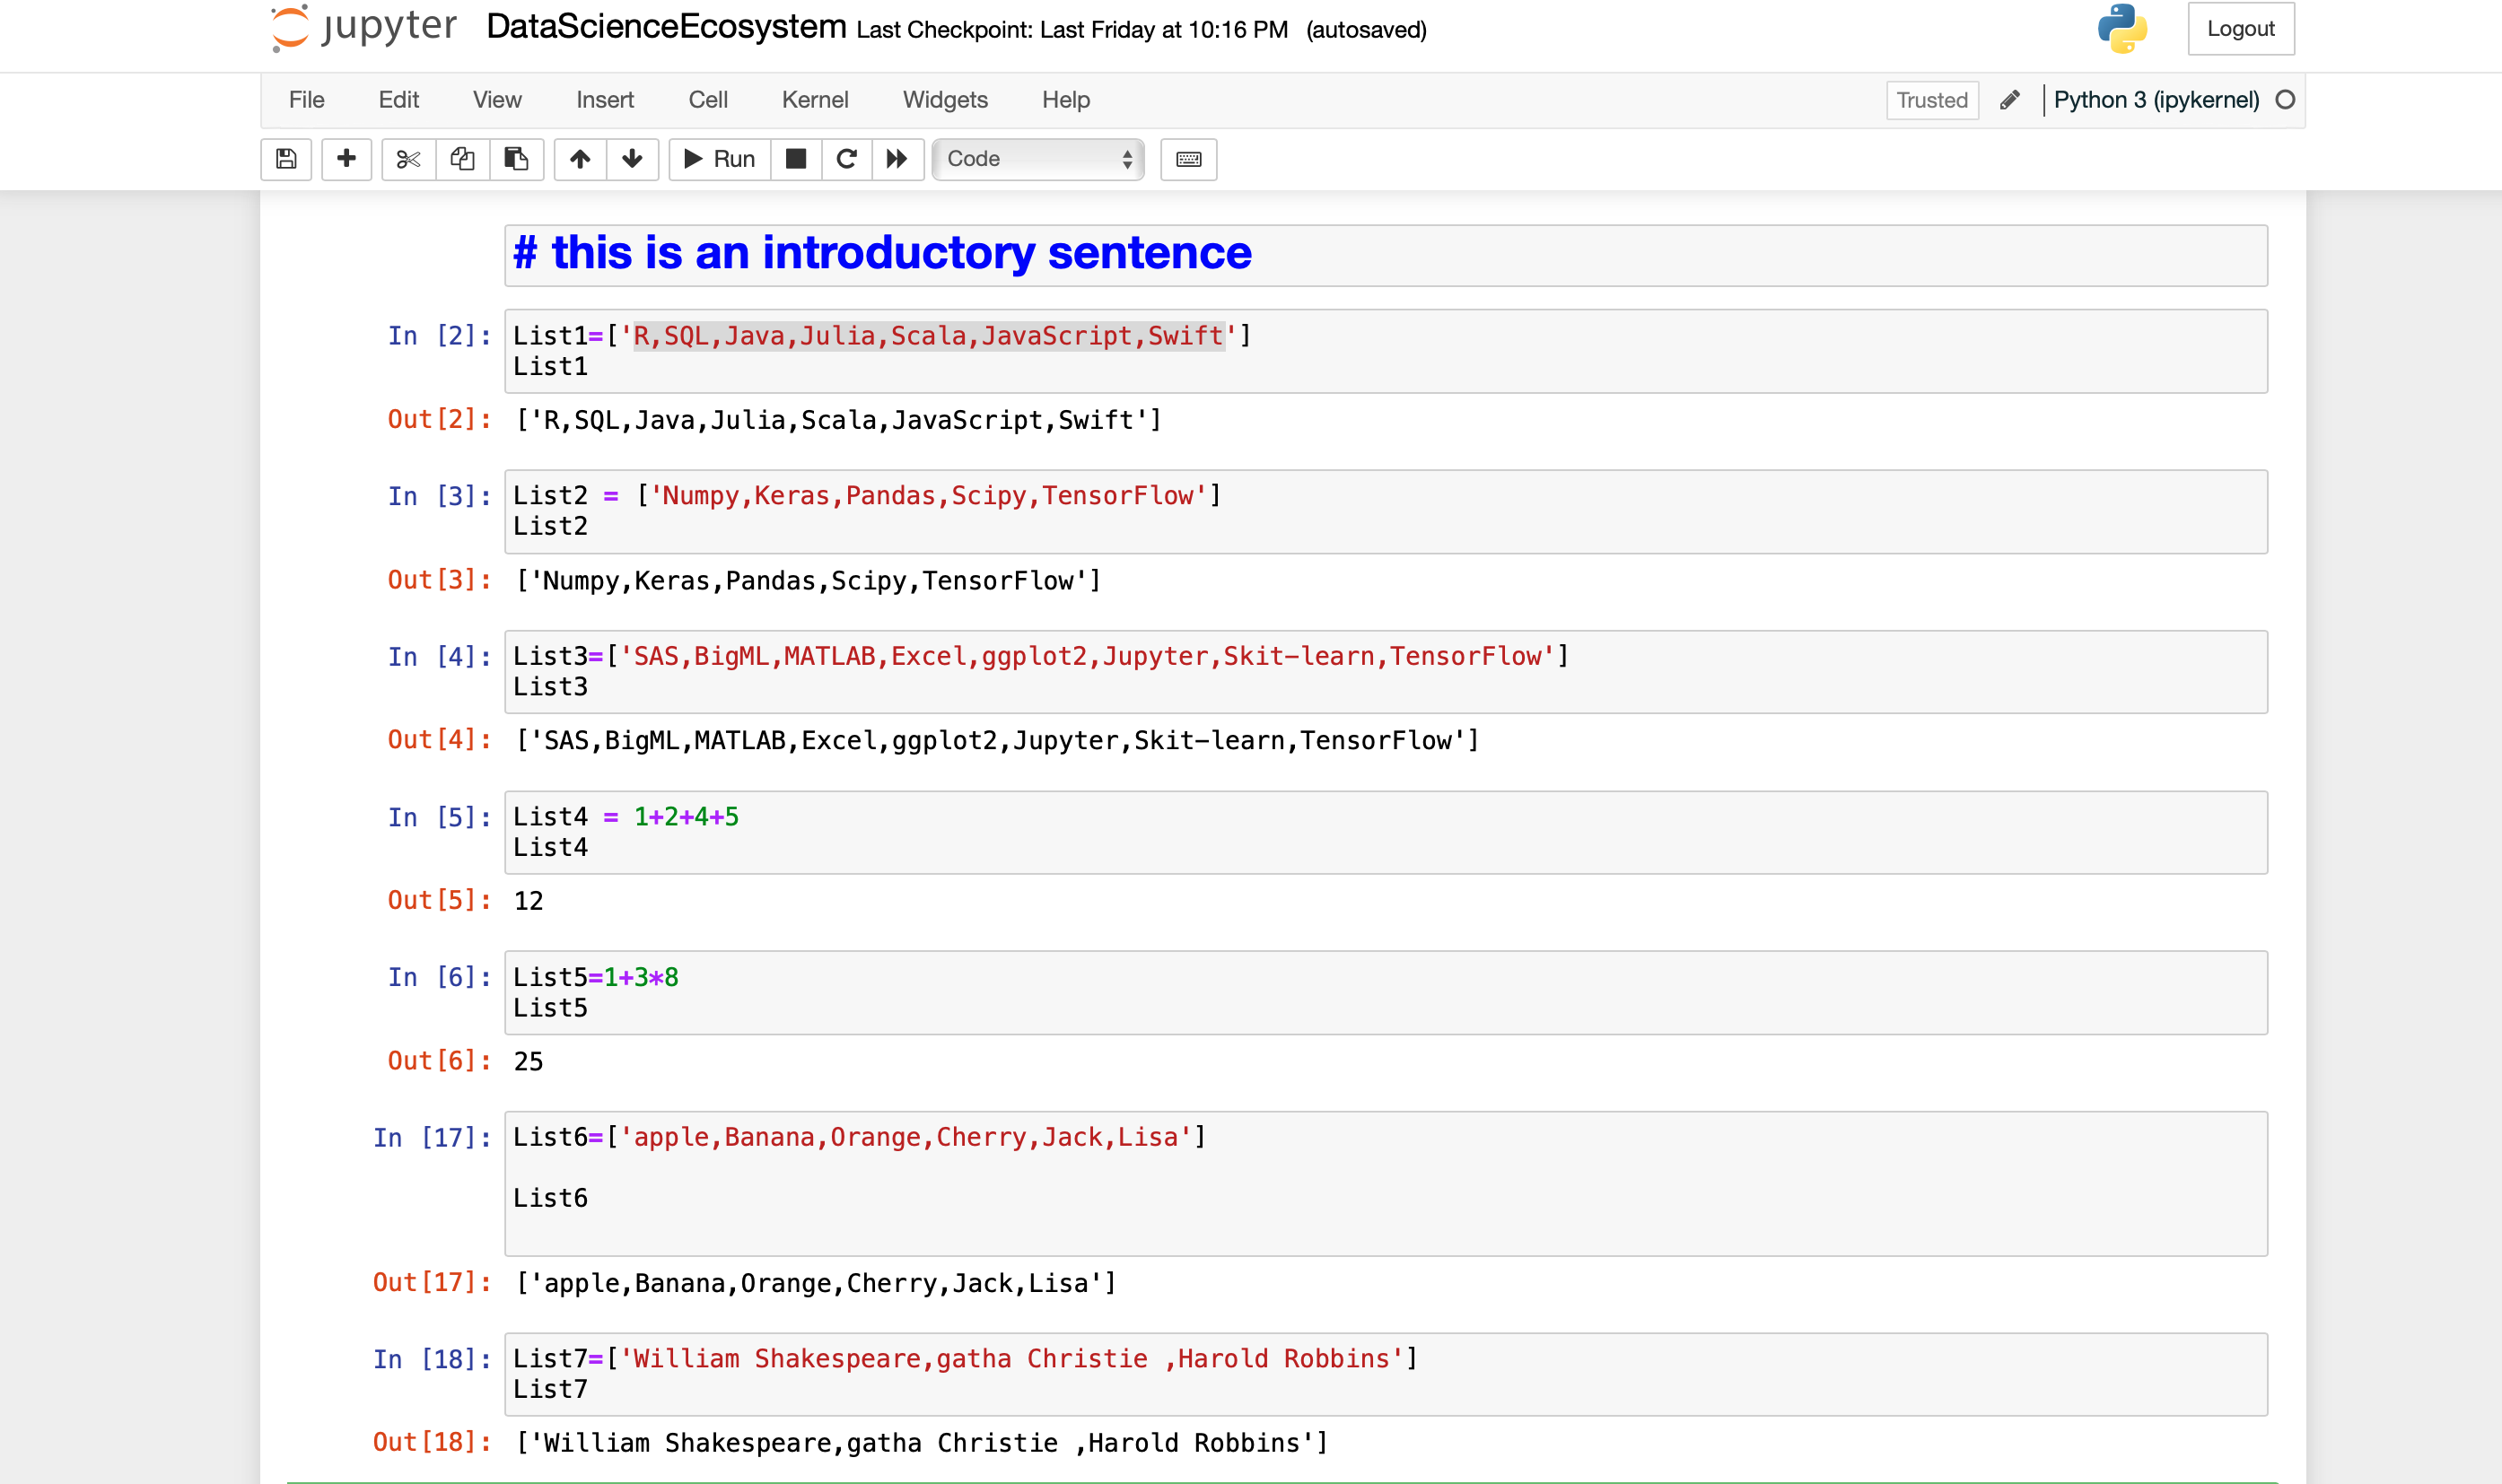 jupyter DataScienceEcosystem Last Checkpoint: Last Friday at 10:16 PM (autosaved) Logout
File Edit View Insert Cell Kernel Widgets Help Trusted Python 3 (ipykernel)
Run Code
# this is an introductory sentence
In [2]: List1=['R,SQL,Java,Julia,Scala,JavaScript,Swift']
List1
Out[2]: ['R,SQL,Java,Julia,Scala,JavaScript,Swift']
In [3]: List2 = ['Numpy,Keras,Pandas,Scipy,TensorFlow']
List2
Out[3]: ['Numpy,Keras,Pandas,Scipy,TensorFlow']
In [4]: List3=['SAS,BigML,MATLAB,Excel,ggplot2,Jupyter,Skit-learn,TensorFlow']
List3
Out[4]: ['SAS,BigML,MATLAB,Excel,ggplot2,Jupyter,Skit-learn,TensorFlow']
In [5]: List4 = 1+2+4+5
List4
Out[5]: 12
In [6]: List5=1+3*8
List5
Out[6]: 25
In [17]: List6=['apple,Banana,Orange,Cherry,Jack,Lisa']
List6
Out[17]: ['apple,Banana,Orange,Cherry,Jack,Lisa']
In [18]: List7=['William Shakespeare,gatha Christie ,Harold Robbins']
List7
Out[18]: ['William Shakespeare,gatha Christie ,Harold Robbins']